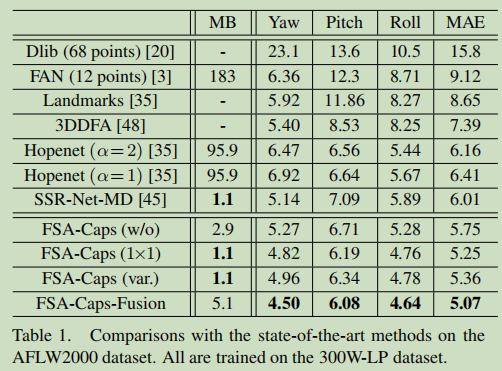 MB Yaw Pitch Roll MAE
Dlib (68 points) [20] - 23.1 13.6 10.5 15.8
FAN (12 points) [3] 183 6.36 12.3 8.71 9.12
Landmarks [35] - 5.92 11.86 8.27 8.65
3DDFA [48] - 5.40 8.53 8.25 7.39
Hopenet (α=2) [35] 95.9 6.47 6.56 5.44 6.16
Hopenet (α=1) [35] 95.9 6.92 6.64 5.67 6.41
SSR-Net-MD [45] 1.1 5.14 7.09 5.89 6.01
FSA-Caps (w/o) 2.9 5.27 6.71 5.28 5.75
FSA-Caps (1×1) 1.1 4.82 6.19 4.76 5.25
FSA-Caps (var.) 1.1 4.96 6.34 4.78 5.36
FSA-Caps-Fusion 5.1 4.50 6.08 4.64 5.07
Table 1. Comparisons with the state-of-the-art methods on the
AFLW2000 dataset. All are trained on the 300W-LP dataset.